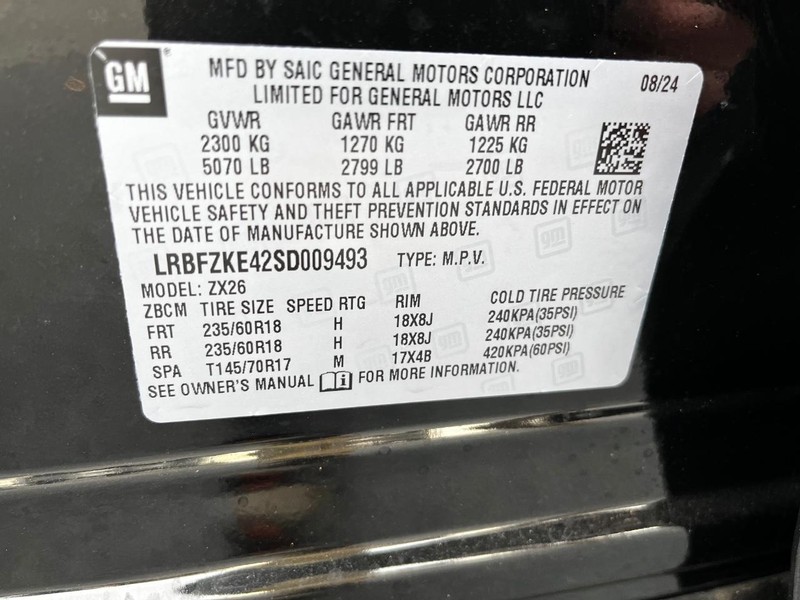 GM
MFD BY SAIC GENERAL MOTORS CORPORATION 08/24
LIMITED FOR GENERAL MOTORS LLC
GVWR GAWR FRT GAWR RR
2300 KG 1270 KG 1225 KG
5070 LB 2799 LB 2700 LB
THIS VEHICLE CONFORMS TO ALL APPLICABLE U.S. FEDERAL MOTOR
VEHICLE SAFETY AND THEFT PREVENTION STANDARDS IN EFFECT ON
THE DATE OF MANUFACTURE SHOWN ABOVE.
LRBFZKE42SD009493 TYPE: M.P.V.
MODEL: ZX26
ZBCM TIRE SIZE SPEED RTG RIM COLD TIRE PRESSURE
FRT 235/60R18 H 18X8J 240KPA(35PSI)
RR 235/60R18 H 18X8J 240KPA(35PSI)
SPA T145/70R17 M 17X4B 420KPA(60PSI)
SEE OWNER'S MANUAL FOR MORE INFORMATION.